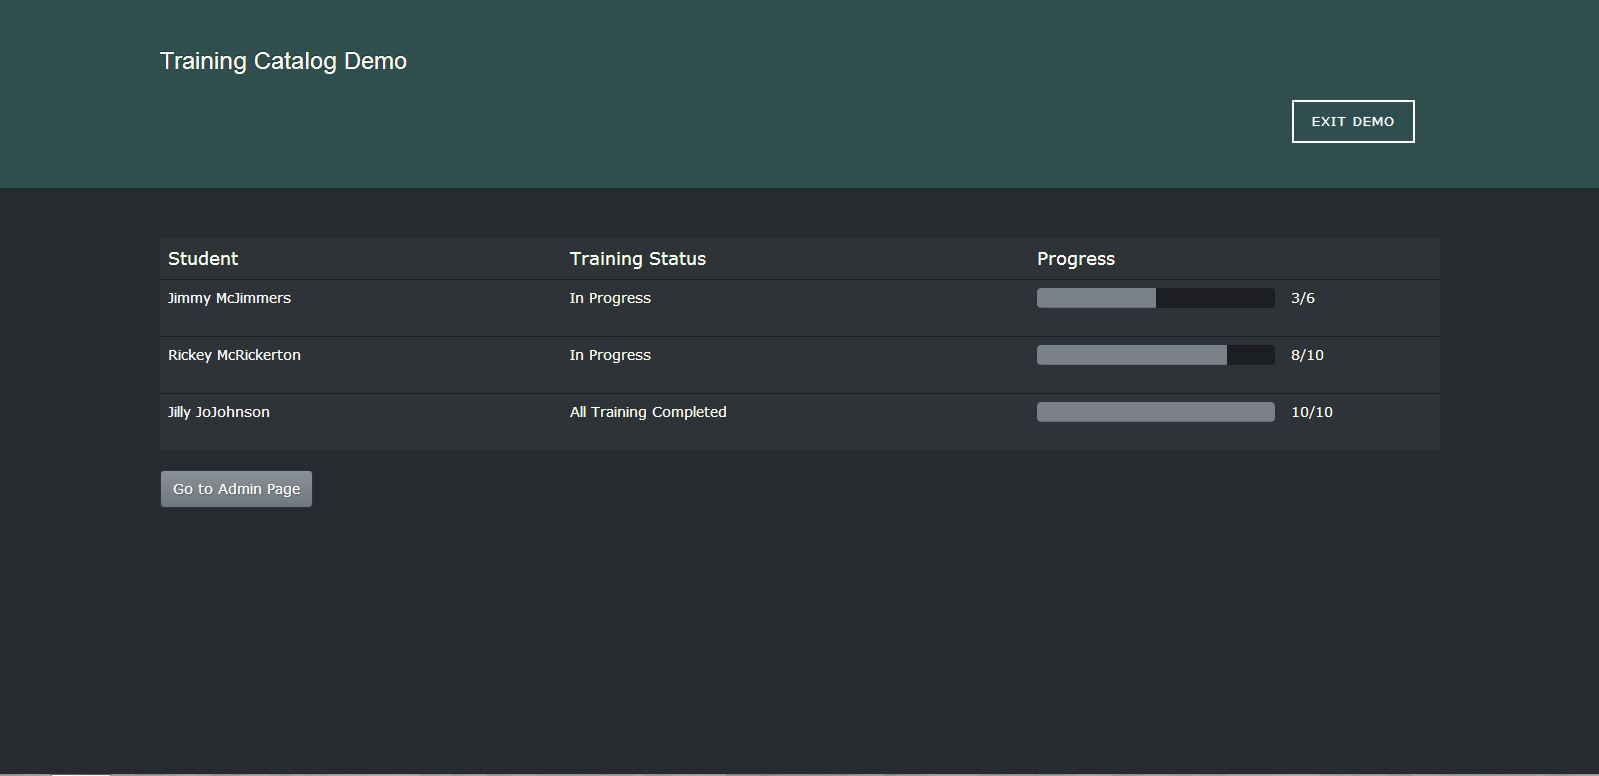 Training Catalog Demo
EXIT DEMO
Student Training Status Progress
Jimmy McJimmers In Progress 3/6
Rickey McRickerton In Progress 8/10
Jilly JoJohnson All Training Completed 10/10
Go to Admin Page